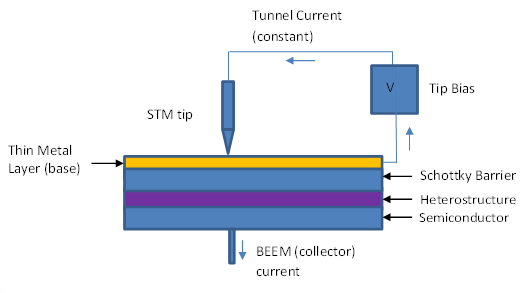 Tunnel Current
(constant)
V
Tip Bias
STM tip
Thin Metal
Layer (base)
Schottky Barrier
Heterostructure
Semiconductor
BEEM (collector)
current